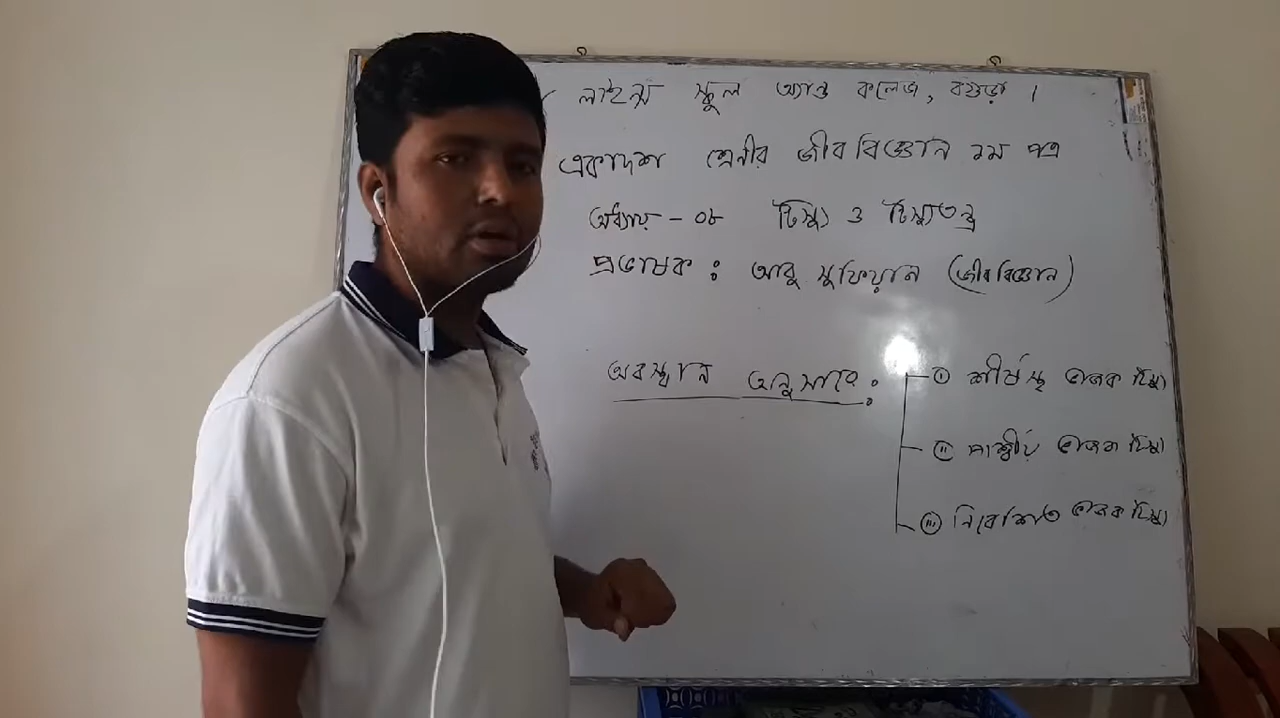 লাইন্স স্কুল অ্যান্ড কলেজ, বগুড়া ।
একাদশ শ্রেণীর জীববিজ্ঞান ১ম পত্র
অধ্যায় - ০৮ টিস্যু ও টিস্যুতন্ত্র
প্রভাষক : আবু সুফিয়ান (জীববিজ্ঞান)
অবস্থান অনুসারে :
(i) শীর্ষস্থ ভাজক টিস্যু
(ii) পার্শ্বীয় ভাজক টিস্যু
(iii) নিবেশিত ভাজক টিস্যু